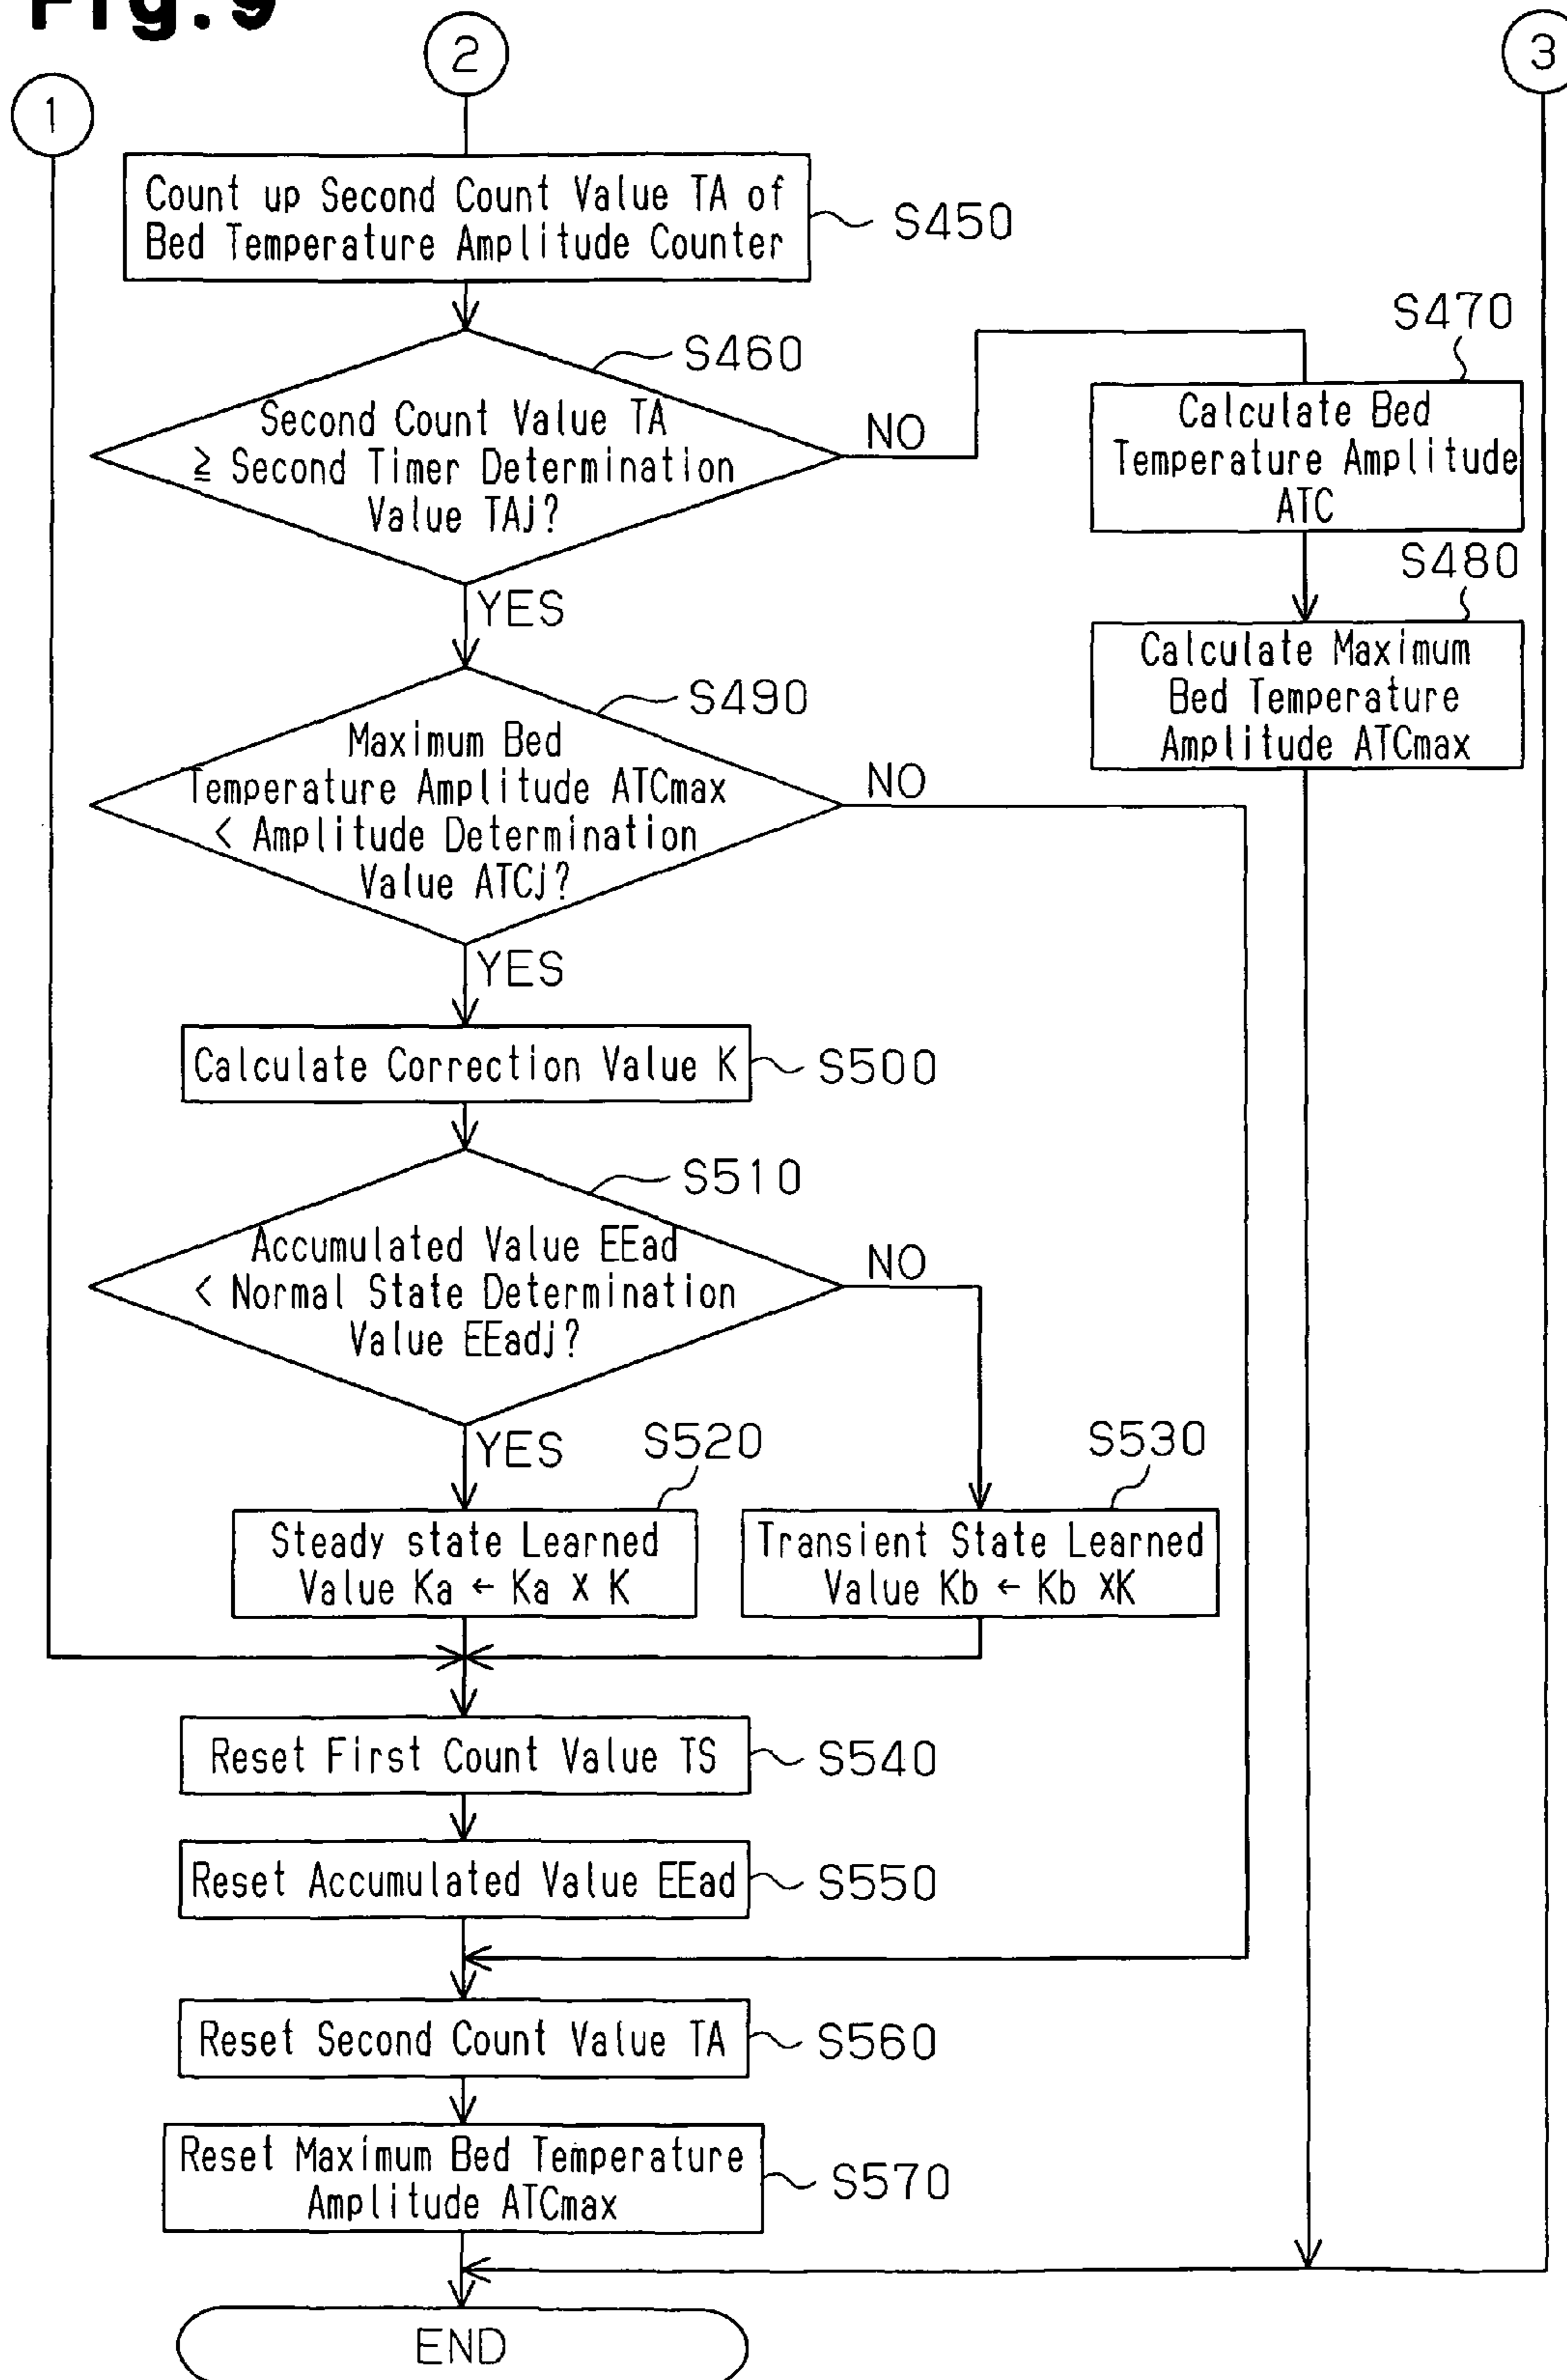 Fig.9
2
3
1
Count up Second Count Value TA of
Bed Temperature Amplitude Counter
S450
S460
Second Count Value TA
≧ Second Timer Determination
Value TAj?
NO
YES
S470
Calculate Bed
Temperature Amplitude
ATC
S480
Calculate Maximum
Bed Temperature
Amplitude ATCmax
S490
Maximum Bed
Temperature Amplitude ATCmax
< Amplitude Determination
Value ATCj?
NO
YES
Calculate Correction Value K
S500
S510
Accumulated Value EEad
< Normal State Determination
Value EEadj?
NO
YES
S520
Steady state Learned
Value Ka ← Ka X K
S530
Transient State Learned
Value Kb ← Kb XK
Reset First Count Value TS
S540
Reset Accumulated Value EEad
S550
Reset Second Count Value TA
S560
Reset Maximum Bed Temperature
Amplitude ATCmax
S570
END